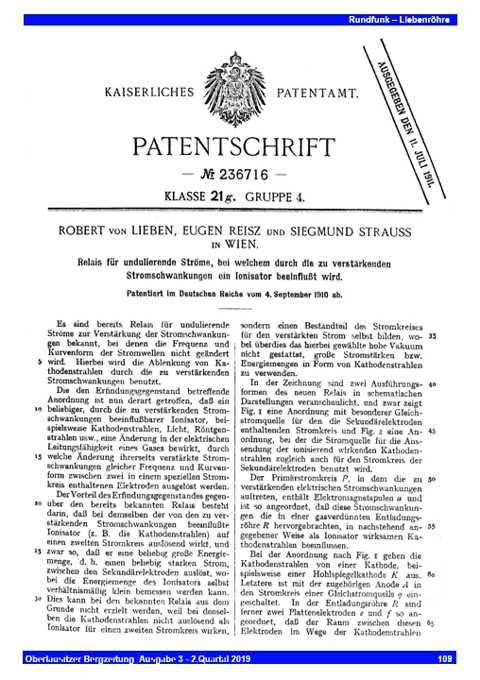 Rundfunk – Liebenröhre
AUSGEGEBEN DEN 11. JULI 1911.
KAISERLICHES PATENTAMT.
PATENTSCHRIFT
— № 236716 —
KLASSE 21g. GRUPPE 4.
ROBERT VON LIEBEN, EUGEN REISZ UND SIEGMUND STRAUSS
IN WIEN.
Relais für undulierende Ströme, bei welchem durch die zu verstärkenden
Stromschwankungen ein Ionisator beeinflußt wird.
Patentiert im Deutschen Reiche vom 4. September 1910 ab.
Es sind bereits Relais für undulierende
Ströme zur Verstärkung der Stromschwankun-
gen bekannt, bei denen die Frequenz und
Kurvenform der Stromwellen nicht geändert
5 wird. Hierbei wird die Ablenkung von Ka-
thodenstrahlen durch die zu verstärkenden
Stromschwankungen benutzt.
Die den Erfindungsgegenstand betreffende
Anordnung ist nun derart getroffen, daß ein
10 beliebiger, durch die zu verstärkenden Strom-
schwankungen beeinflußbarer Ionisator, bei-
spielsweise Kathodenstrahlen, Licht, Röntgen-
strahlen usw., eine Änderung in der elektrischen
Leitungsfähigkeit eines Gases bewirkt, durch
15 welche Änderung ihrerseits verstärkte Strom-
schwankungen gleicher Frequenz und Kurven-
form zwischen zwei in einem speziellen Strom-
kreis enthaltenen Elektroden ausgelöst werden.
Der Vorteil des Erfindungsgegenstandes gegen-
20 über den bereits bekannten Relais besteht
darin, daß bei demselben der von den zu ver-
stärkenden Stromschwankungen beeinflußte
Ionisator (z. B. die Kathodenstrahlen) auf
einen zweiten Stromkreis auslösend wirkt, und
25 zwar so, daß er eine beliebig große Energie-
menge, d. h. einen beliebig starken Strom,
zwischen den Sekundärelektroden auslöst, wo-
bei die Energiemenge des Ionisators selbst
verhältnismäßig klein bemessen werden kann.
30 Dies kann bei den bekannten Relais aus dem
Grunde nicht erzielt werden, weil bei densel-
ben die Kathodenstrahlen nicht auslösend als
Ionisator für einen zweiten Stromkreis wirken,
sondern einen Bestandteil des Stromkreises
für den verstärkten Strom selbst bilden, wo- 35
bei überdies das hierbei gewählte hohe Vakuum
nicht gestattet, große Stromstärken bzw.
Energiemengen in Form von Kathodenstrahlen
zu verwenden.
In der Zeichnung sind zwei Ausführungs- 40
formen des neuen Relais in schematischen
Darstellungen veranschaulicht, und zwar zeigt
Fig. 1 eine Anordnung mit besonderer Gleich-
stromquelle für den die Sekundärelektroden
enthaltenden Stromkreis und Fig. 2 eine An- 45
ordnung, bei der die Stromquelle für die Aus-
sendung der ionisierend wirkenden Kathoden-
strahlen zugleich auch für den Stromkreis der
Sekundärelektroden benutzt wird.
Der Primärstromkreis P, in dem die zu 50
verstärkenden elektrischen Stromschwankungen
auftreten, enthält Elektromagnetspulen a und
ist so angeordnet, daß diese Stromschwankun-
gen die in einer gasverdünnten Entladungs-
röhre R hervorgebrachten, in nachstehend an- 55
gegebener Weise als Ionisator wirksamen Ka-
thodenstrahlen beeinflussen.
Bei der Anordnung nach Fig. 1 gehen die
Kathodenstrahlen von einer Kathode, bei-
spielsweise einer Hohlspiegelkathode K aus. 60
Letztere ist mit der zugehörigen Anode A in
den Stromkreis einer Gleichstromquelle q ein-
geschaltet. In der Entladungsröhre R sind
ferner zwei Plattenelektroden e und f so an-
geordnet, daß der Raum zwischen diesen 65
Elektroden im Wege der Kathodenstrahlen
Oberlausitzer Bergzeitung Ausgabe 3 - 2.Quartal 2019 109